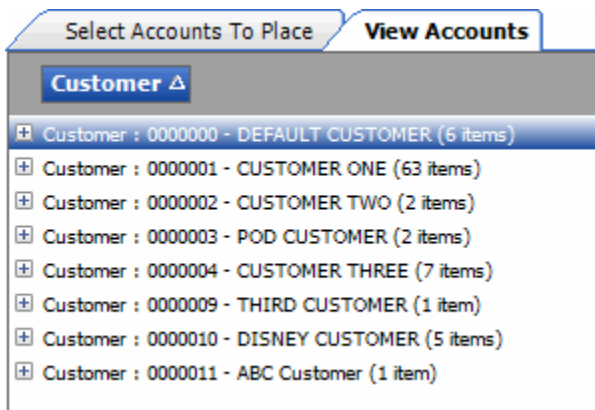 Select Accounts To Place View Accounts
Customer
Customer : 0000000 - DEFAULT CUSTOMER (6 items)
Customer : 0000001 - CUSTOMER ONE (63 items)
Customer : 0000002 - CUSTOMER TWO (2 items)
Customer : 0000003 - POD CUSTOMER (2 items)
Customer : 0000004 - CUSTOMER THREE (7 items)
Customer : 0000009 - THIRD CUSTOMER (1 item)
Customer : 0000010 - DISNEY CUSTOMER (5 items)
Customer : 0000011 - ABC Customer (1 item)